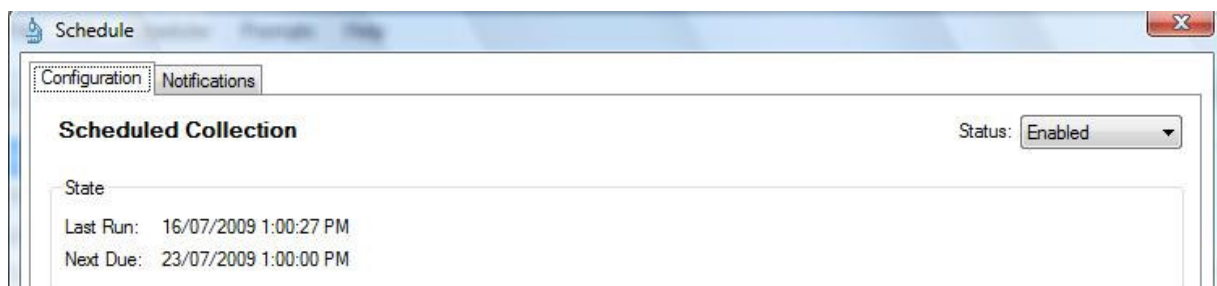 Schedule
Help
Configuration Notifications
Scheduled Collection
Status: Enabled
State
Last Run: 16/07/2009 1:00:27 PM
Next Due: 23/07/2009 1:00:00 PM